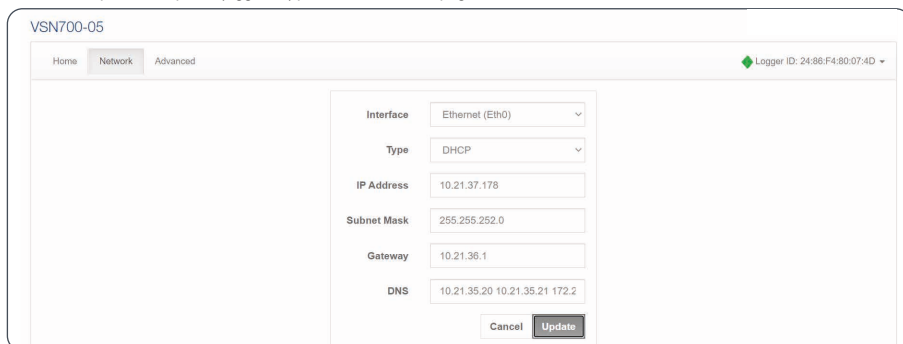 VSN700-05
Home Network Advanced Logger ID: 24:86:F4:80:07:4D
Interface Ethernet (Eth0)
Type DHCP
IP Address 10.21.37.178
Subnet Mask 255.255.252.0
Gateway 10.21.36.1
DNS 10.21.35.20 10.21.35.21 172.2
Cancel Update